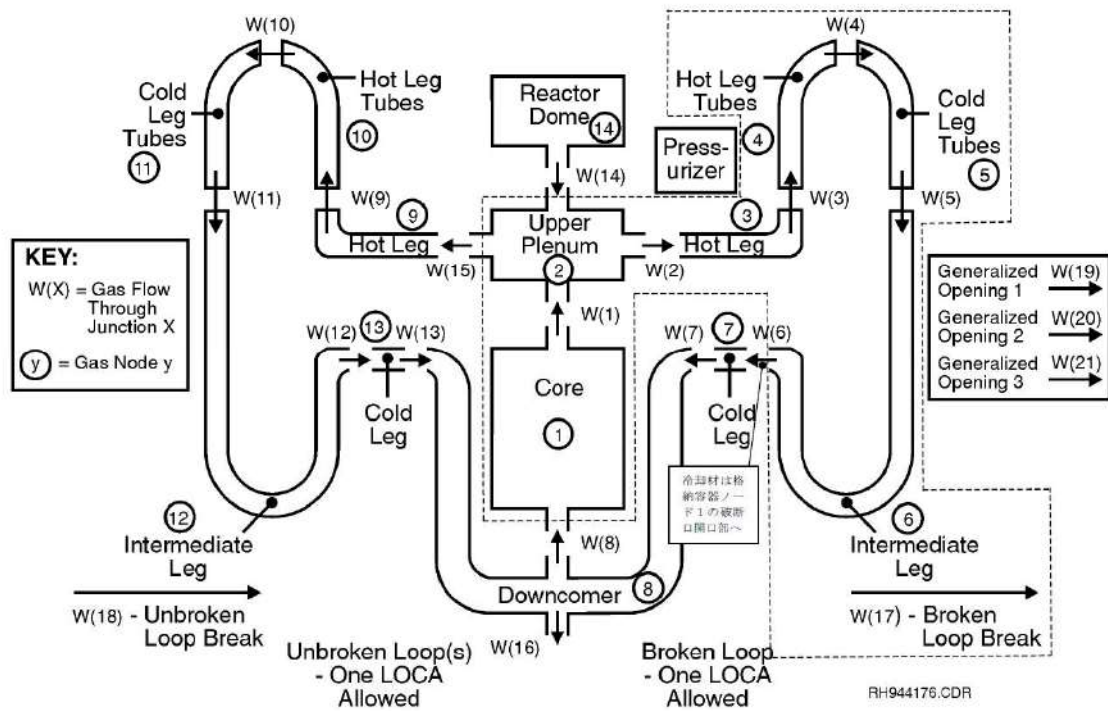 W(10)
W(4)
Cold
Leg
Tubes
11
Hot Leg
Tubes
10
Reactor
Dome
14
Hot Leg
Tubes
4
Cold
Leg
Tubes
5
Press-
urizer
W(14)
W(11)
W(9)
9
Hot Leg
W(15)
Upper
Plenum
2
W(2)
3
Hot Leg
W(3)
W(5)
KEY:
W(X) = Gas Flow
Through
Junction X
y = Gas Node y
Generalized
Opening 1
W(19)
Generalized
Opening 2
W(20)
Generalized
Opening 3
W(21)
W(1)
W(12)
13
W(13)
Cold
Leg
Core
1
W(7)
7
W(6)
Cold
Leg
冷却材は格
納容器ノー
ド1の破断
口開口部へ
12
Intermediate
Leg
W(8)
6
Intermediate
Leg
Downcomer
8
W(18) - Unbroken
Loop Break
W(16)
W(17) - Broken
Loop Break
Unbroken Loop(s)
- One LOCA
Allowed
Broken Loop
- One LOCA
Allowed
RH944176.CDR